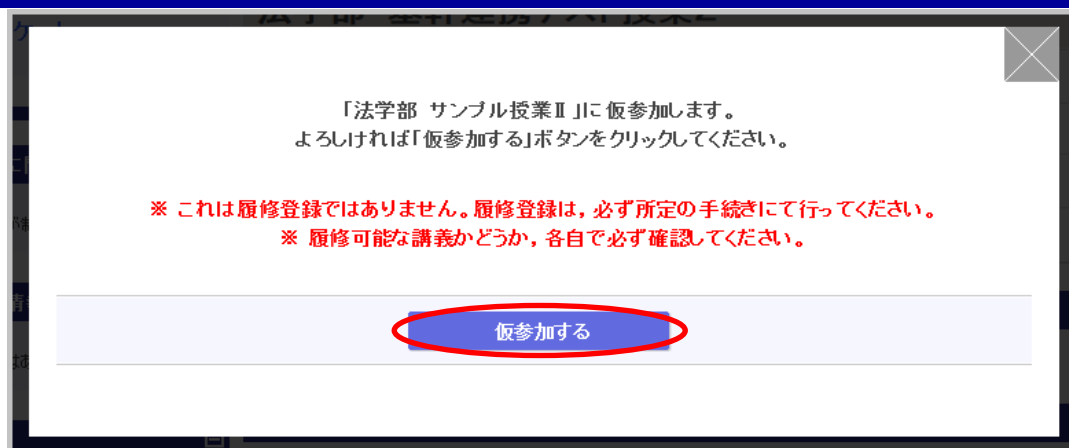 「法学部 サンプル授業Ⅱ」に仮参加します。
よろしければ「仮参加する」ボタンをクリックしてください。
※ これは履修登録ではありません。履修登録は，必ず所定の手続きにて行ってください。
※ 履修可能な講義かどうか，各自で必ず確認してください。
仮参加する